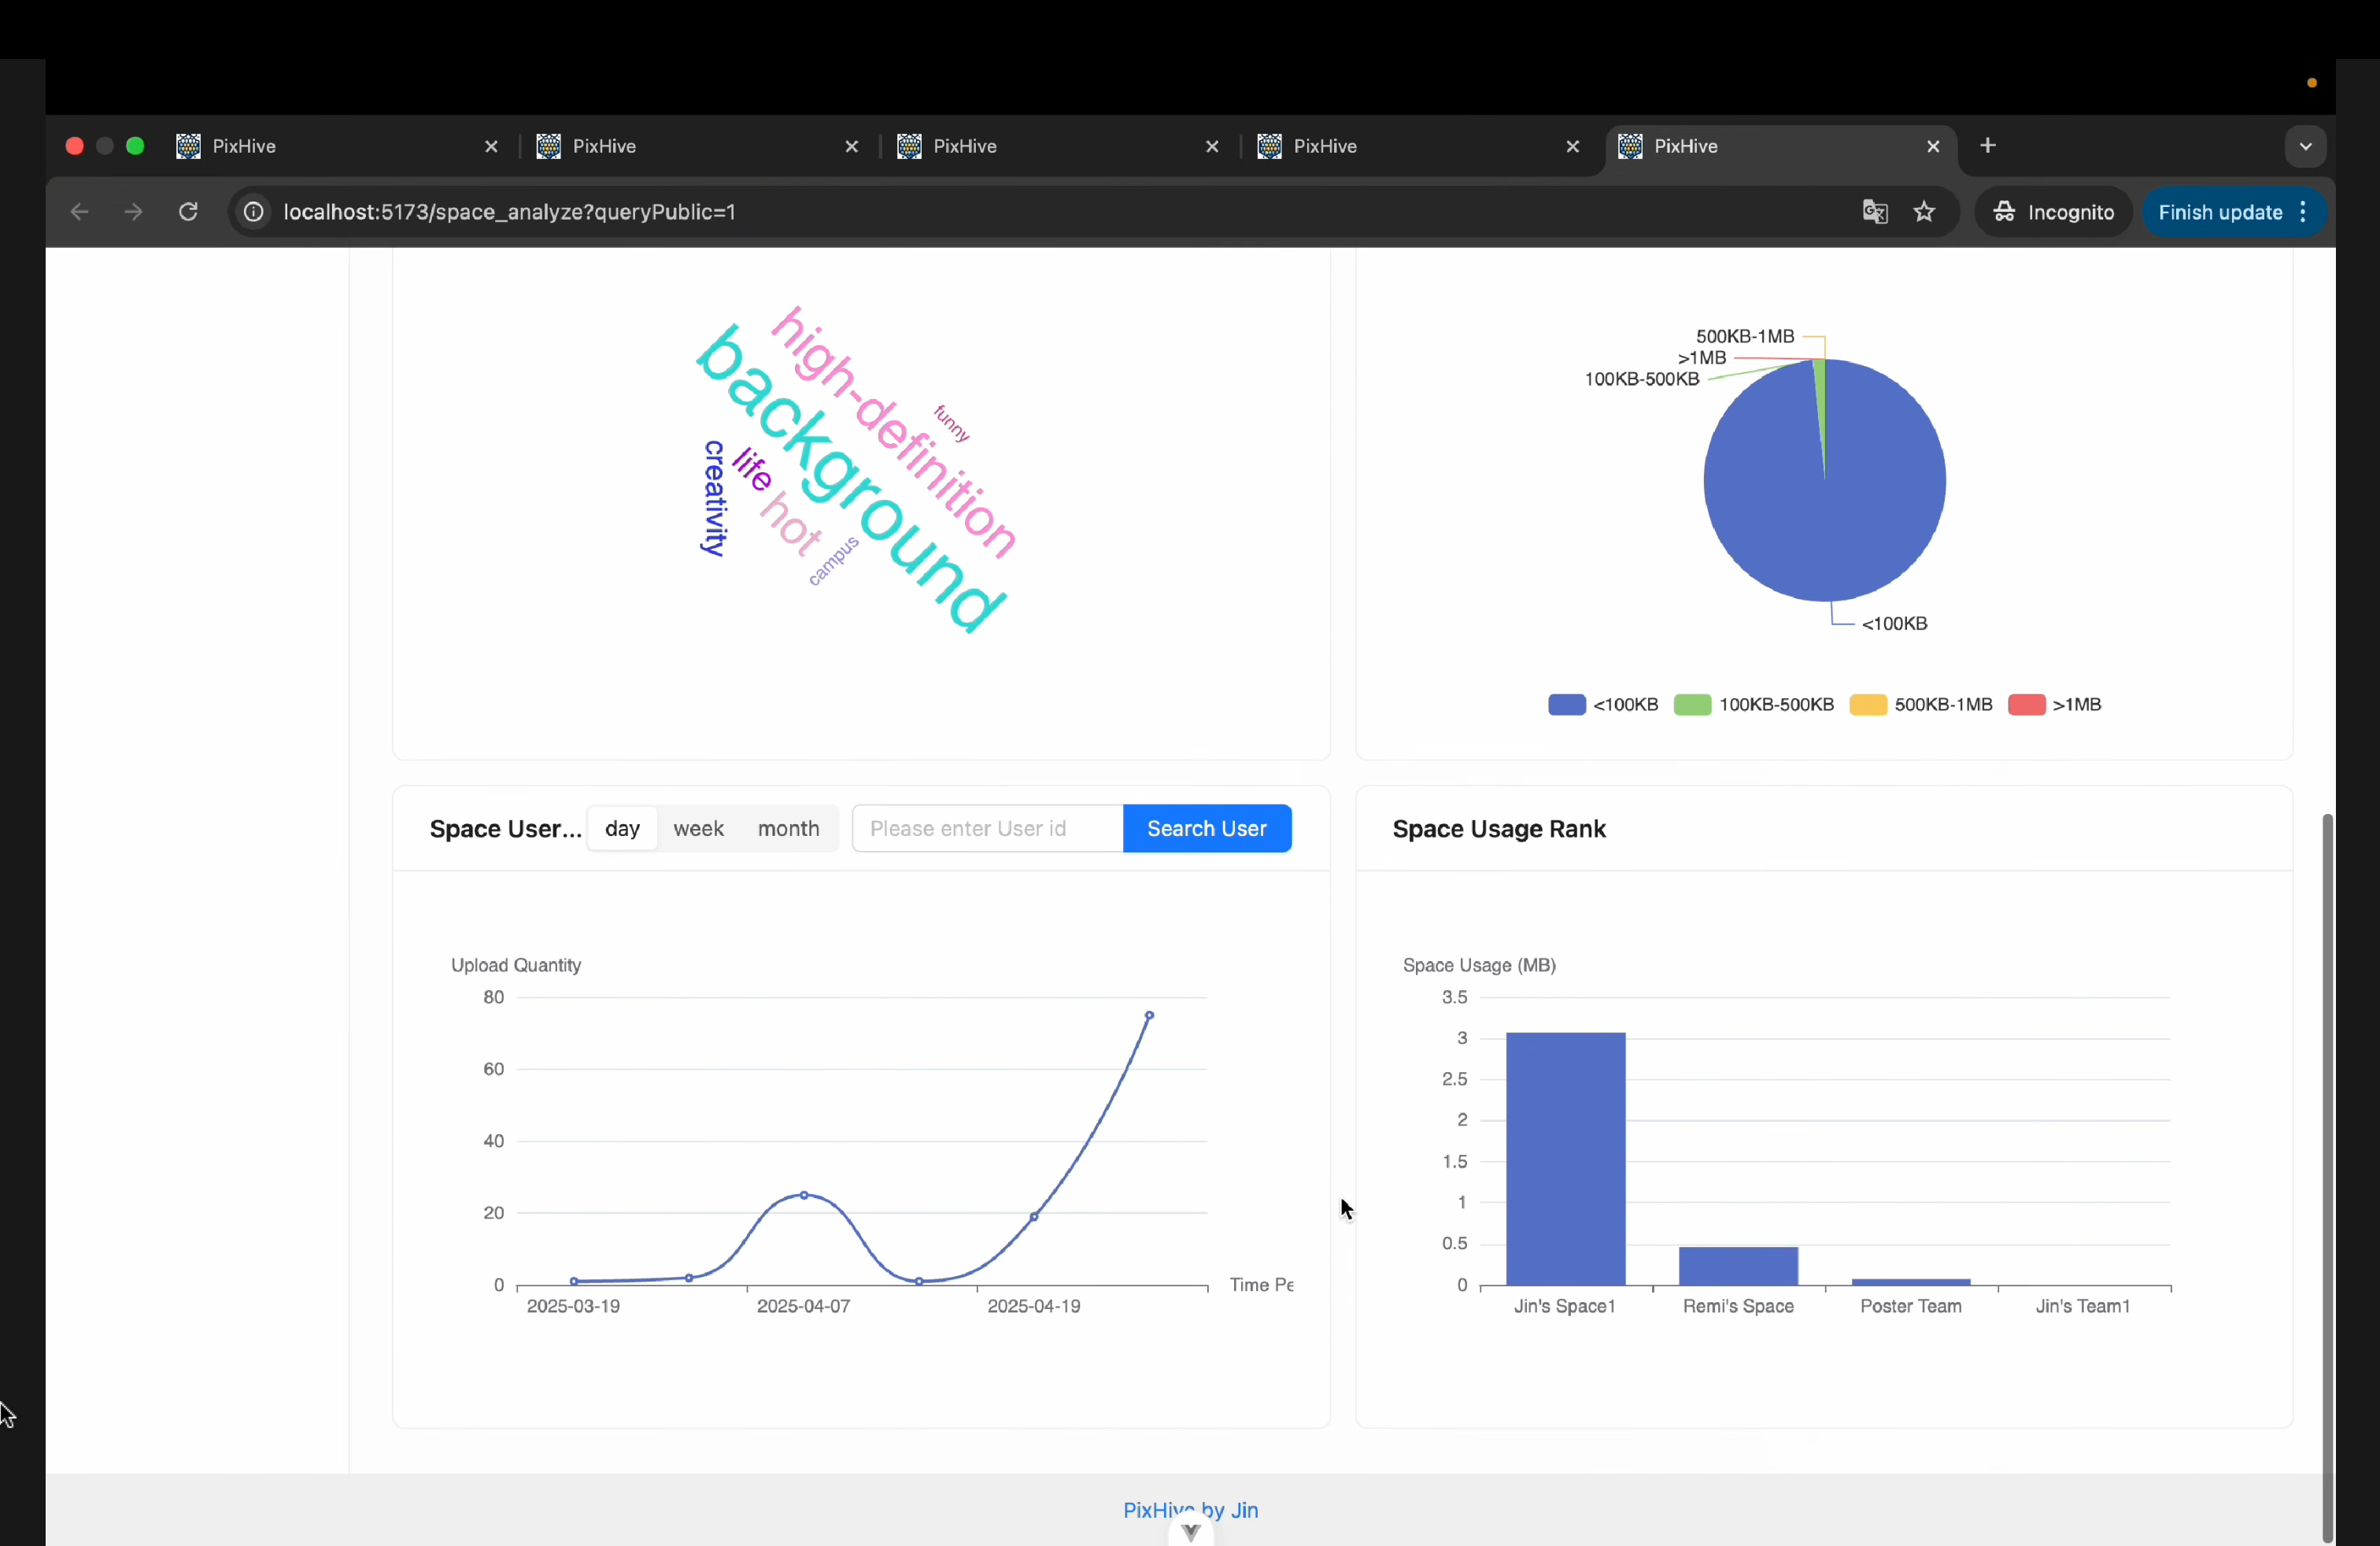 PixHive
PixHive
PixHive
PixHive
PixHive
localhost:5173/space_analyze?queryPublic=1
Incognito
Finish update
high-definition
background
funny
creativity
life
hot
campus
500KB-1MB
>1MB
100KB-500KB
<100KB
<100KB 100KB-500KB 500KB-1MB >1MB
Space User... day week month Please enter User id Search User
Upload Quantity
80
60
40
20
0
Time Pe
2025-03-19 2025-04-07 2025-04-19
Space Usage Rank
Space Usage (MB)
3.5
3
2.5
2
1.5
1
0.5
0
Jin's Space1 Remi's Space Poster Team Jin's Team1
PixHive by Jin